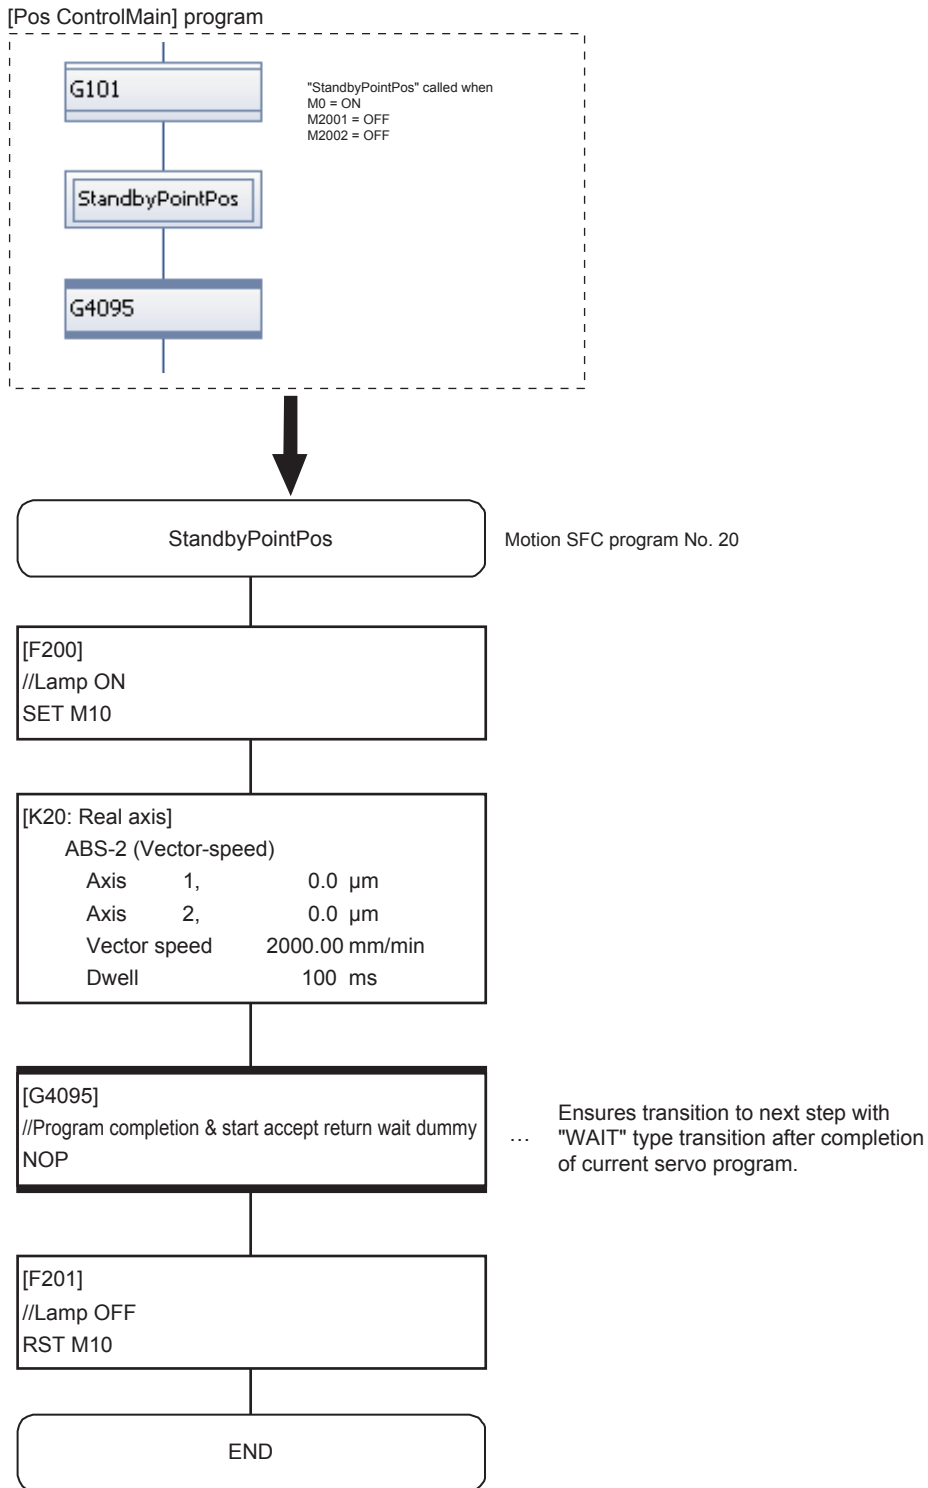 [Pos ControlMain] program
G101
"StandbyPointPos" called when
M0 = ON
M2001 = OFF
M2002 = OFF
StandbyPointPos
G4095
StandbyPointPos
Motion SFC program No. 20
[F200]
//Lamp ON
SET M10
[K20: Real axis]
ABS-2 (Vector-speed)
Axis 1, 0.0 µm
Axis 2, 0.0 µm
Vector speed 2000.00 mm/min
Dwell 100 ms
[G4095]
//Program completion & start accept return wait dummy
NOP
… Ensures transition to next step with
"WAIT" type transition after completion
of current servo program.
[F201]
//Lamp OFF
RST M10
END